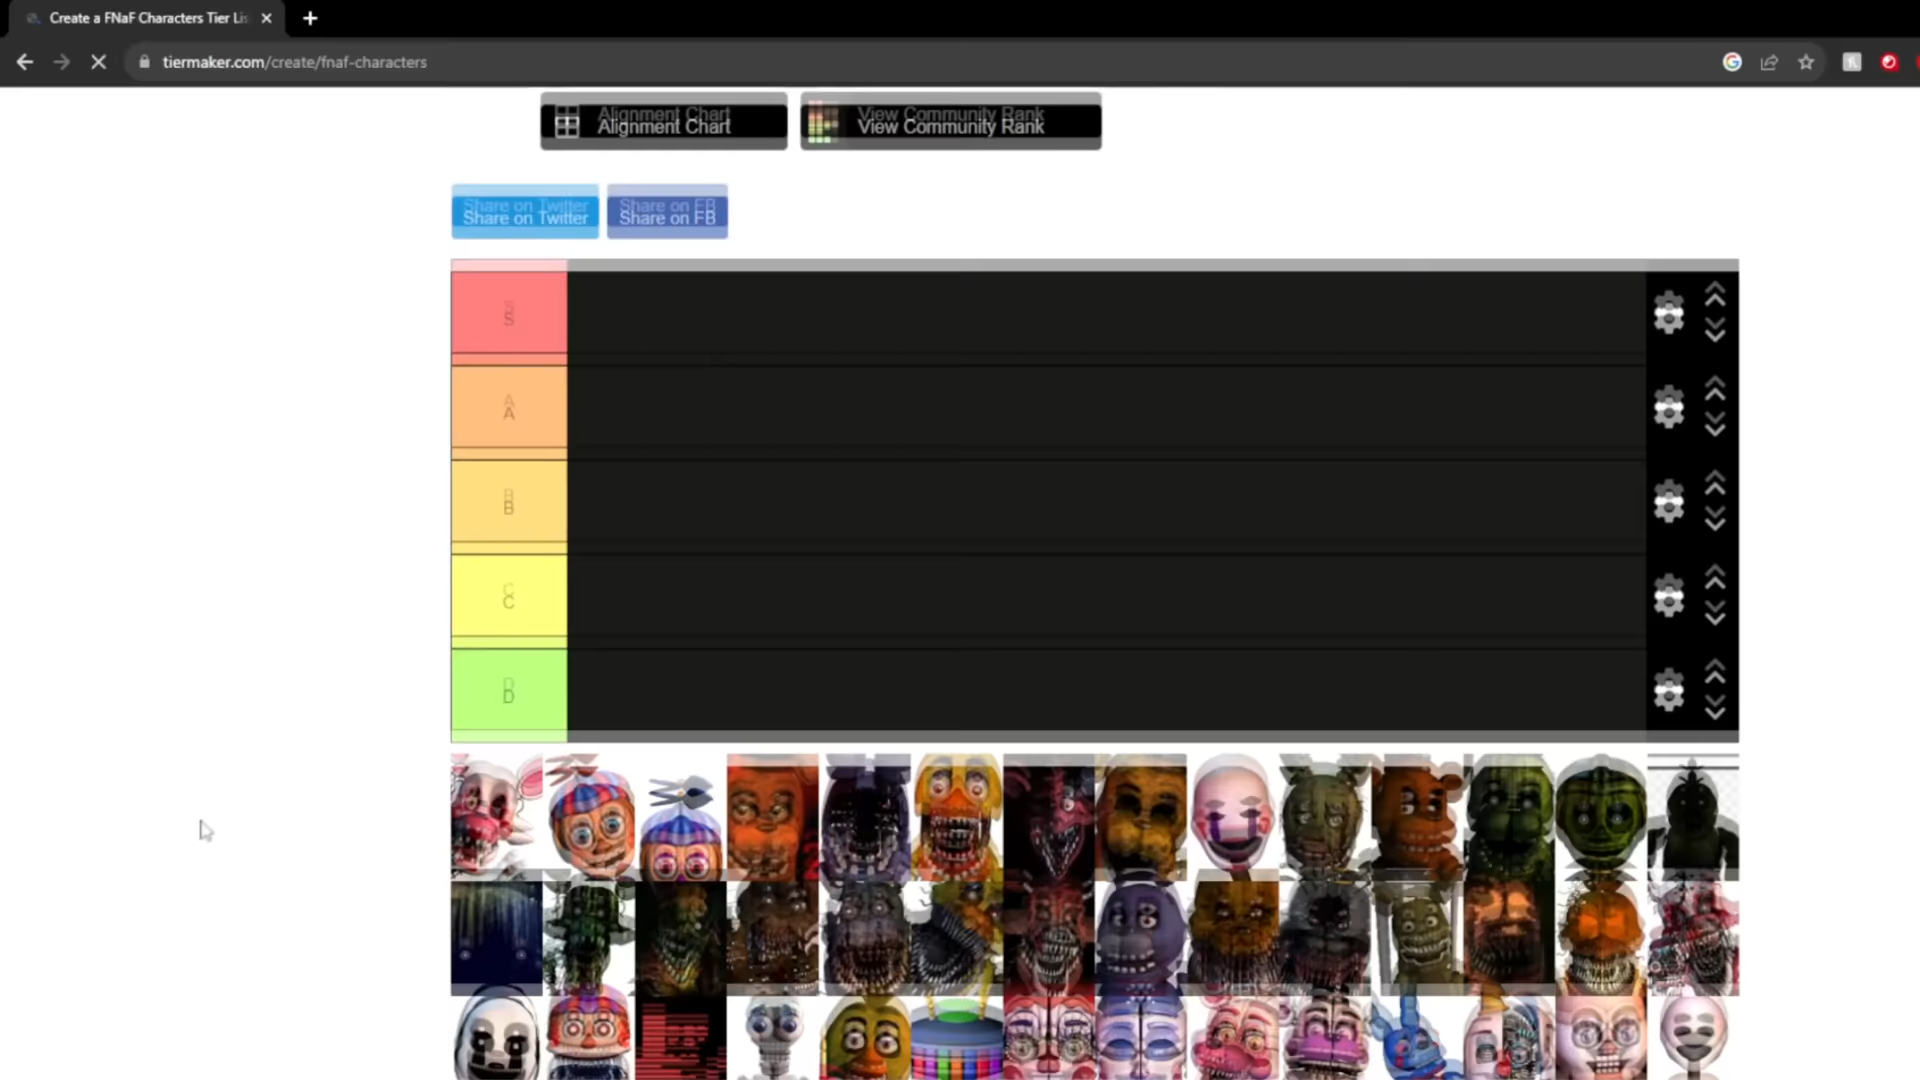 Create a FNaF Characters Tier Lis
tiermaker.com/create/fnaf-characters
Alignment Chart
View Community Rank
Share on Twitter
Share on FB
S
A
B
C
D